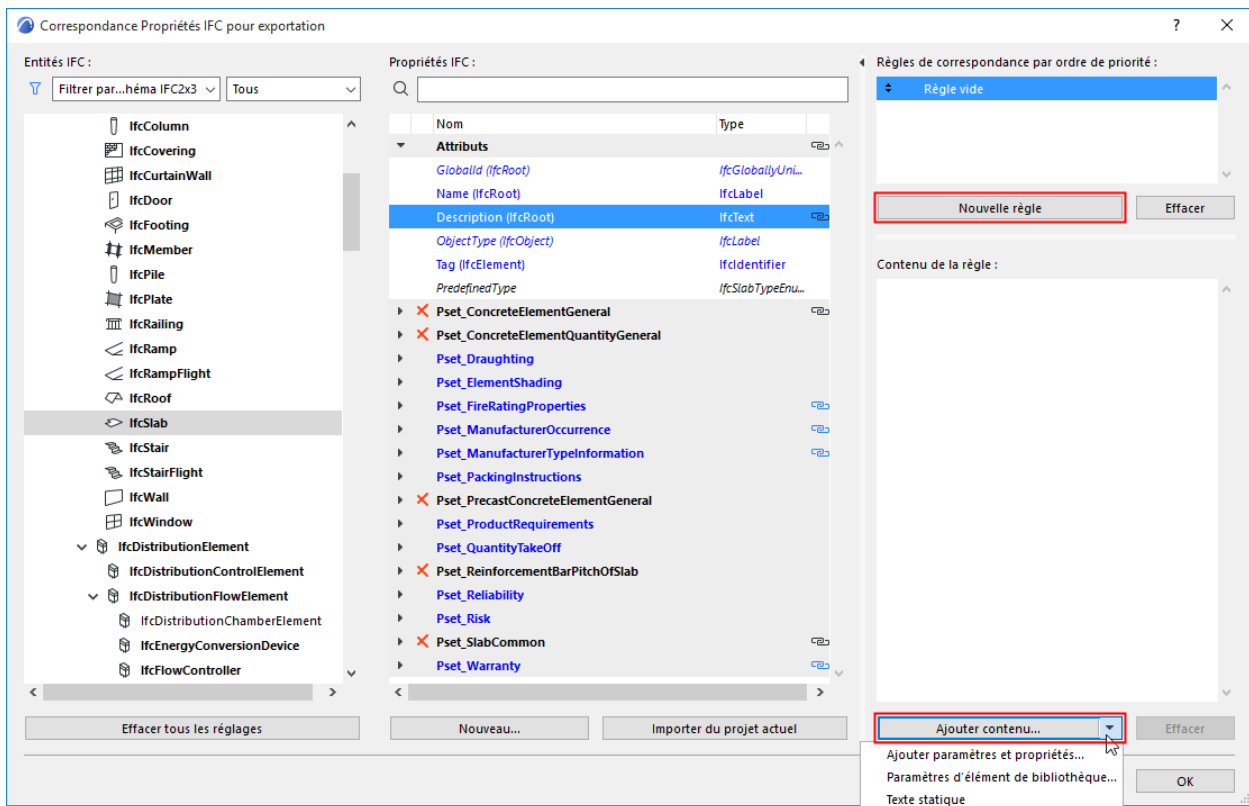 Correspondance Propriétés IFC pour exportation
?
Entités IFC :
Filtrer par...héma IFC2x3
Tous
IfcColumn
IfcCovering
IfcCurtainWall
IfcDoor
IfcFooting
IfcMember
IfcPile
IfcPlate
IfcRailing
IfcRamp
IfcRampFlight
IfcRoof
IfcSlab
IfcStair
IfcStairFlight
IfcWall
IfcWindow
IfcDistributionElement
IfcDistributionControlElement
IfcDistributionFlowElement
IfcDistributionChamberElement
IfcEnergyConversionDevice
IfcFlowController
Effacer tous les réglages
Propriétés IFC :
Nom Type
Attributs
GlobalId (IfcRoot) IfcGloballyUni...
Name (IfcRoot) IfcLabel
Description (IfcRoot) IfcText
ObjectType (IfcObject) IfcLabel
Tag (IfcElement) IfcIdentifier
PredefinedType IfcSlabTypeEnu...
Pset_ConcreteElementGeneral
Pset_ConcreteElementQuantityGeneral
Pset_Draughting
Pset_ElementShading
Pset_FireRatingProperties
Pset_ManufacturerOccurrence
Pset_ManufacturerTypeInformation
Pset_PackingInstructions
Pset_PrecastConcreteElementGeneral
Pset_ProductRequirements
Pset_QuantityTakeOff
Pset_ReinforcementBarPitchOfSlab
Pset_Reliability
Pset_Risk
Pset_SlabCommon
Pset_Warranty
Nouveau...
Importer du projet actuel
Règles de correspondance par ordre de priorité :
Règle vide
Nouvelle règle
Effacer
Contenu de la règle :
Ajouter contenu...
Effacer
Ajouter paramètres et propriétés...
Paramètres d'élément de bibliothèque...
Texte statique
OK